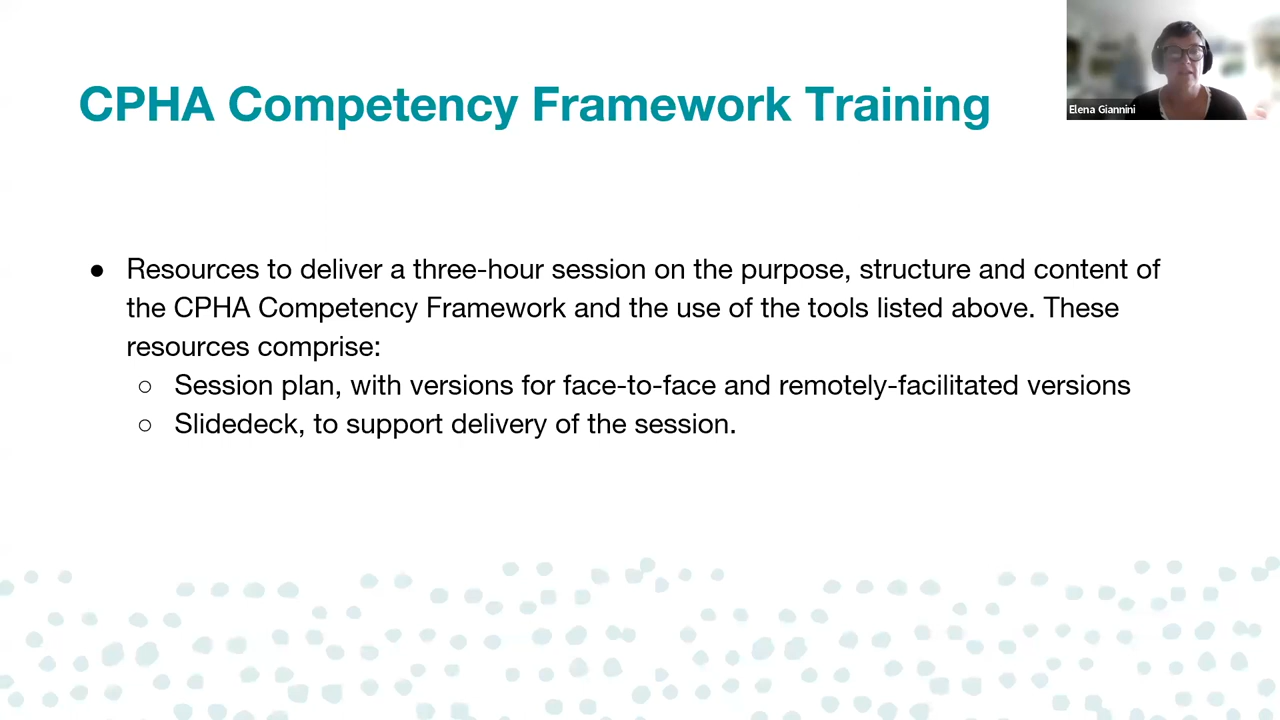 CPHA Competency Framework Training
Elena Giannini
● Resources to deliver a three-hour session on the purpose, structure and content of
the CPHA Competency Framework and the use of the tools listed above. These
resources comprise:
○ Session plan, with versions for face-to-face and remotely-facilitated versions
○ Slidedeck, to support delivery of the session.